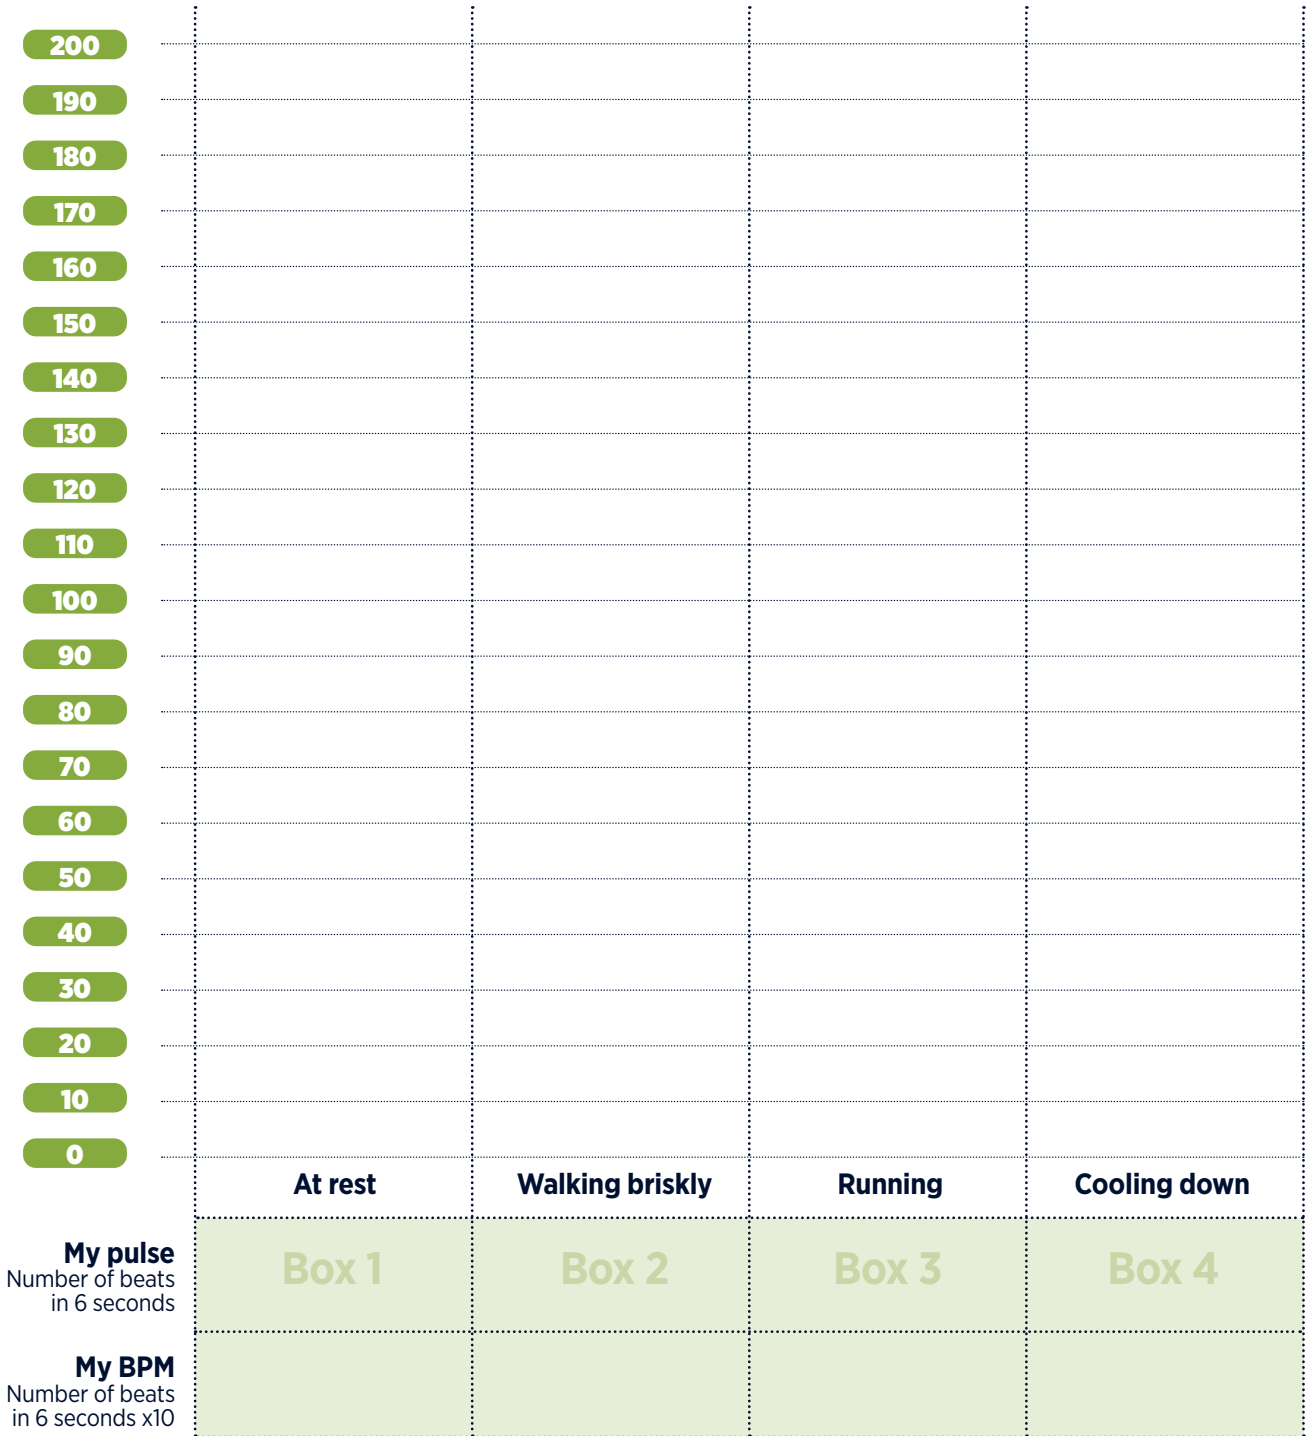 200
190
180
170
160
150
140
130
120
110
100
90
80
70
60
50
40
30
20
10
0
At rest Walking briskly Running Cooling down
My pulse
Number of beats
in 6 seconds
Box 1 Box 2 Box 3 Box 4
My BPM
Number of beats
in 6 seconds x10